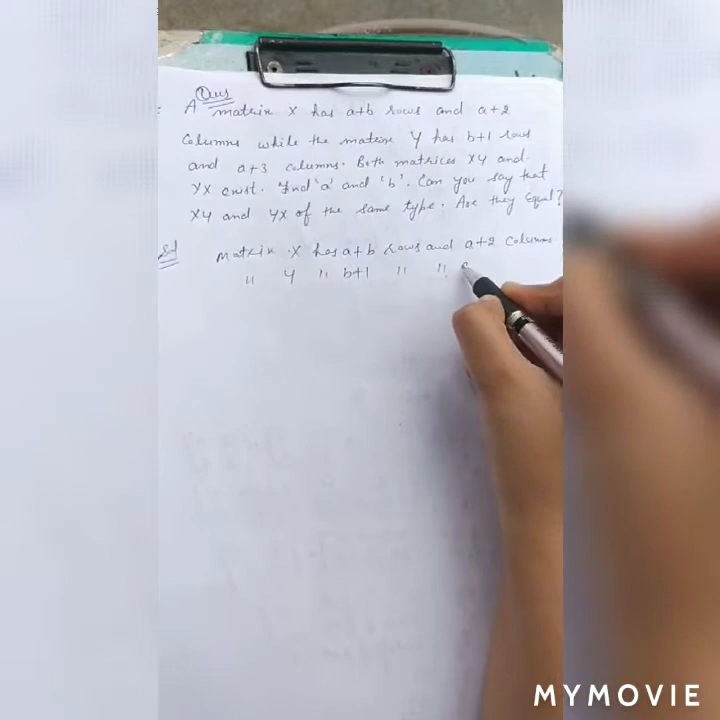 Ques
A matrix X has a+b rows and a+2
Columns while the matrix Y has b+1 rows
and a+3 columns. Both matrices XY and
YX exist. Find 'a' and 'b'. Can you say that
XY and YX of the same type. Are they Equal?
Sol Matrix X has a+b rows and a+2 Columns
" Y " b+1 " "
MYMOVIE